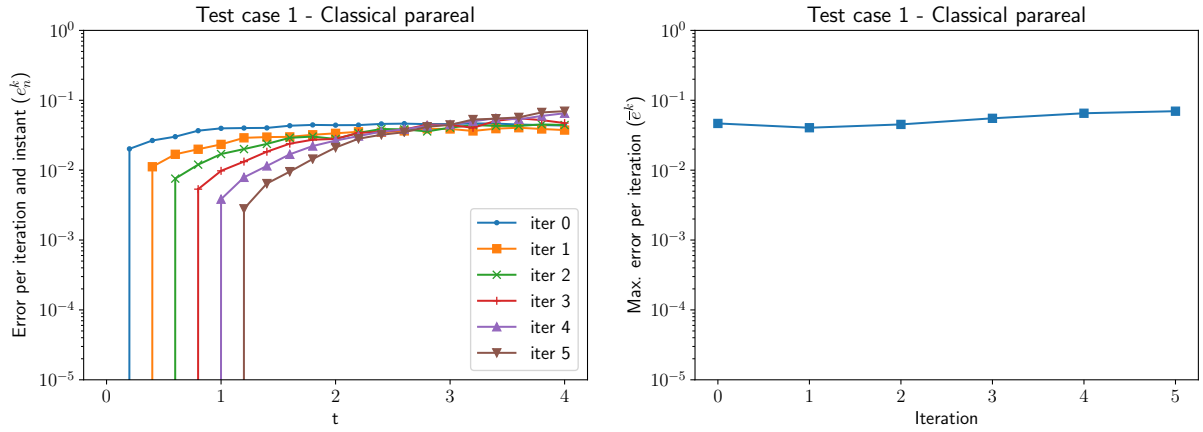 Test case 1 - Classical parareal
Error per iteration and instant (e_n^k)
10^0
10^{-1}
10^{-2}
10^{-3}
10^{-4}
10^{-5}
iter 0
iter 1
iter 2
iter 3
iter 4
iter 5
0 1 2 3 4
t
Test case 1 - Classical parareal
Max. error per iteration (e̅^k)
10^0
10^{-1}
10^{-2}
10^{-3}
10^{-4}
10^{-5}
0 1 2 3 4 5
Iteration